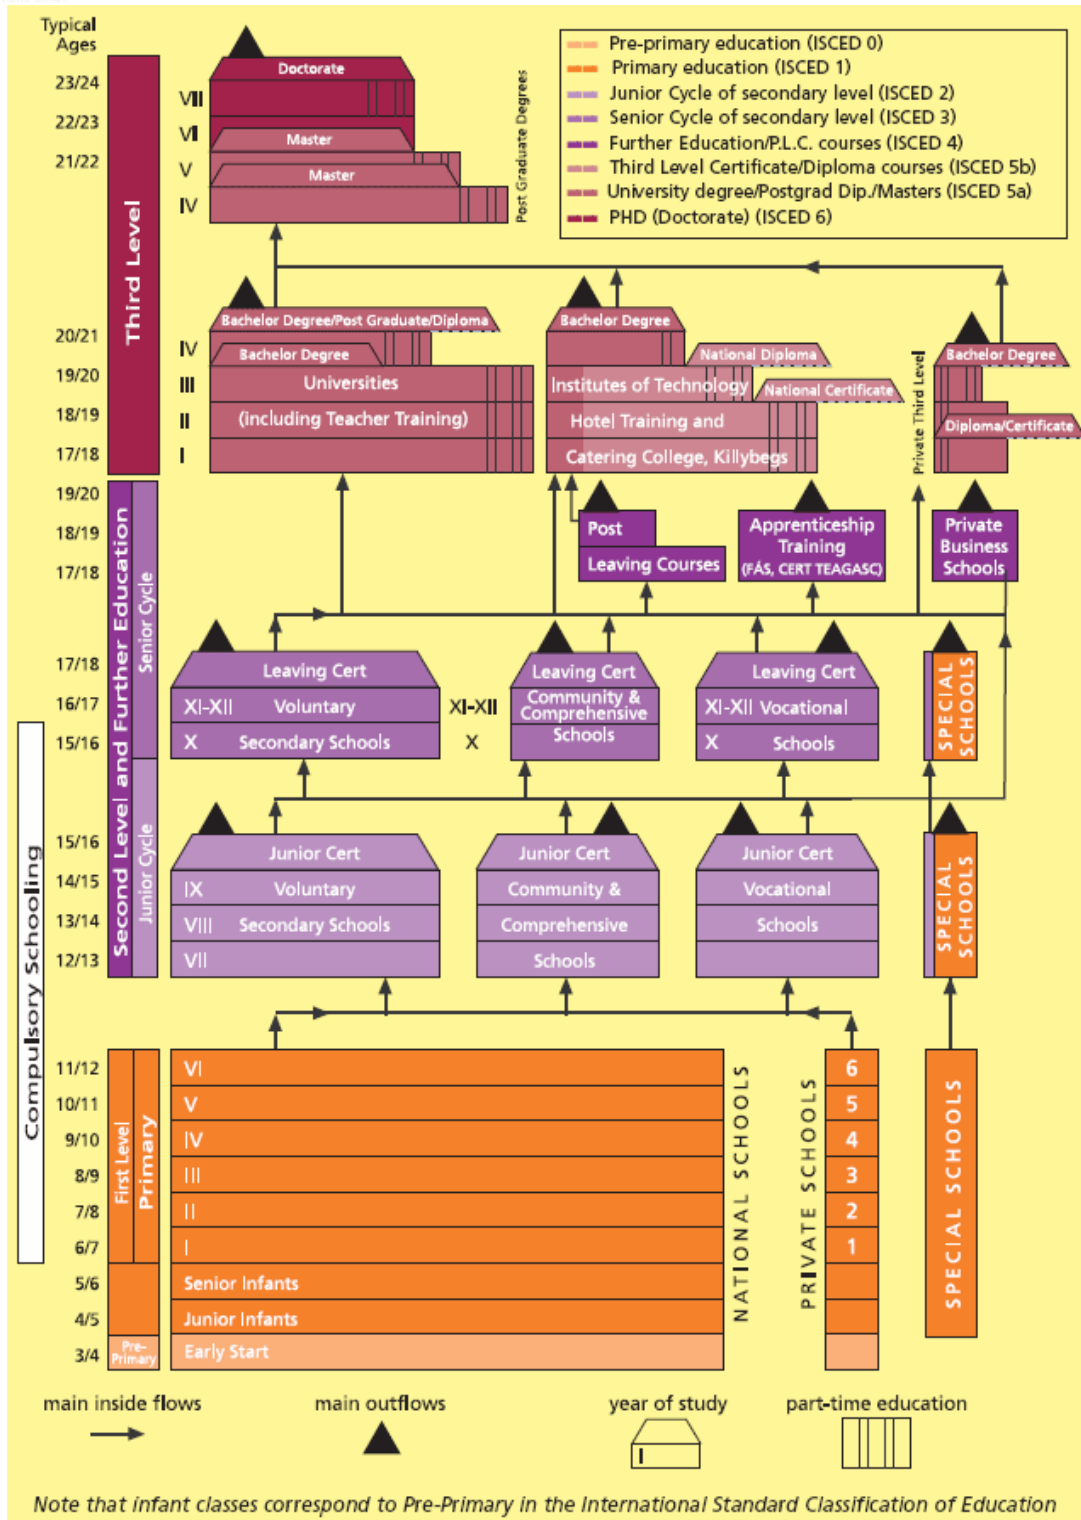 Typical
Ages
Pre-primary education (ISCED 0)
Primary education (ISCED 1)
Junior Cycle of secondary level (ISCED 2)
Senior Cycle of secondary level (ISCED 3)
Further Education/P.L.C. courses (ISCED 4)
Third Level Certificate/Diploma courses (ISCED 5b)
University degree/Postgrad Dip./Masters (ISCED 5a)
PHD (Doctorate) (ISCED 6)
Third Level
Doctorate
23/24
VIII
22/23
VII
Master
21/22
V
Master
IV
Post Graduate Degrees
Bachelor Degree/Post Graduate/Diploma
Bachelor Degree
20/21
IV
Bachelor Degree
National Diploma
Bachelor Degree
19/20
III
Universities
Institutes of Technology
National Certificate
18/19
II
(including Teacher Training)
Hotel Training and
Diploma/Certificate
17/18
I
Catering College, Killybegs
Private Third Level
Second Level and Further Education
Senior Cycle
19/20
18/19
17/18
Post
Leaving Courses
Apprenticeship
Training
(FÁS, CERT TEAGASC)
Private
Business
Schools
17/18
Leaving Cert
Leaving Cert
Leaving Cert
16/17
XI-XII Voluntary
XI-XII
Community &
Comprehensive
Schools
XI-XII Vocational
15/16
X Secondary Schools
X
X Schools
SPECIAL
SCHOOLS
Compulsory Schooling
Junior Cycle
15/16
Junior Cert
Junior Cert
Junior Cert
14/15
IX Voluntary
Community &
Vocational
13/14
VIII Secondary Schools
Comprehensive
Schools
12/13
VII
Schools
SPECIAL
SCHOOLS
First Level
Primary
11/12
VI
6
10/11
V
5
9/10
IV
4
8/9
III
3
7/8
II
2
6/7
I
1
5/6
Senior Infants
4/5
Junior Infants
3/4
Pre-
Primary
Early Start
NATIONAL SCHOOLS
PRIVATE SCHOOLS
SPECIAL SCHOOLS
main inside flows
main outflows
year of study
I
part-time education
Note that infant classes correspond to Pre-Primary in the International Standard Classification of Education